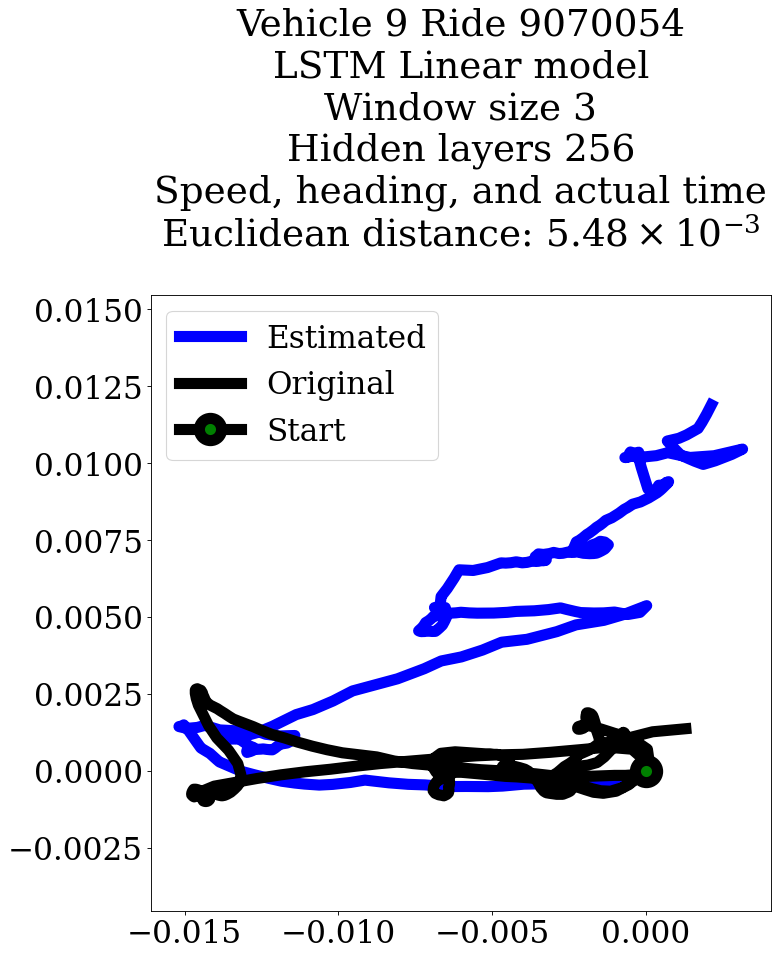 Vehicle 9 Ride 9070054
LSTM Linear model
Window size 3
Hidden layers 256
Speed, heading, and actual time
Euclidean distance: 5.48 × 10⁻³
0.0150
0.0125
0.0100
0.0075
0.0050
0.0025
0.0000
−0.0025
Estimated
Original
Start
−0.015 −0.010 −0.005 0.000